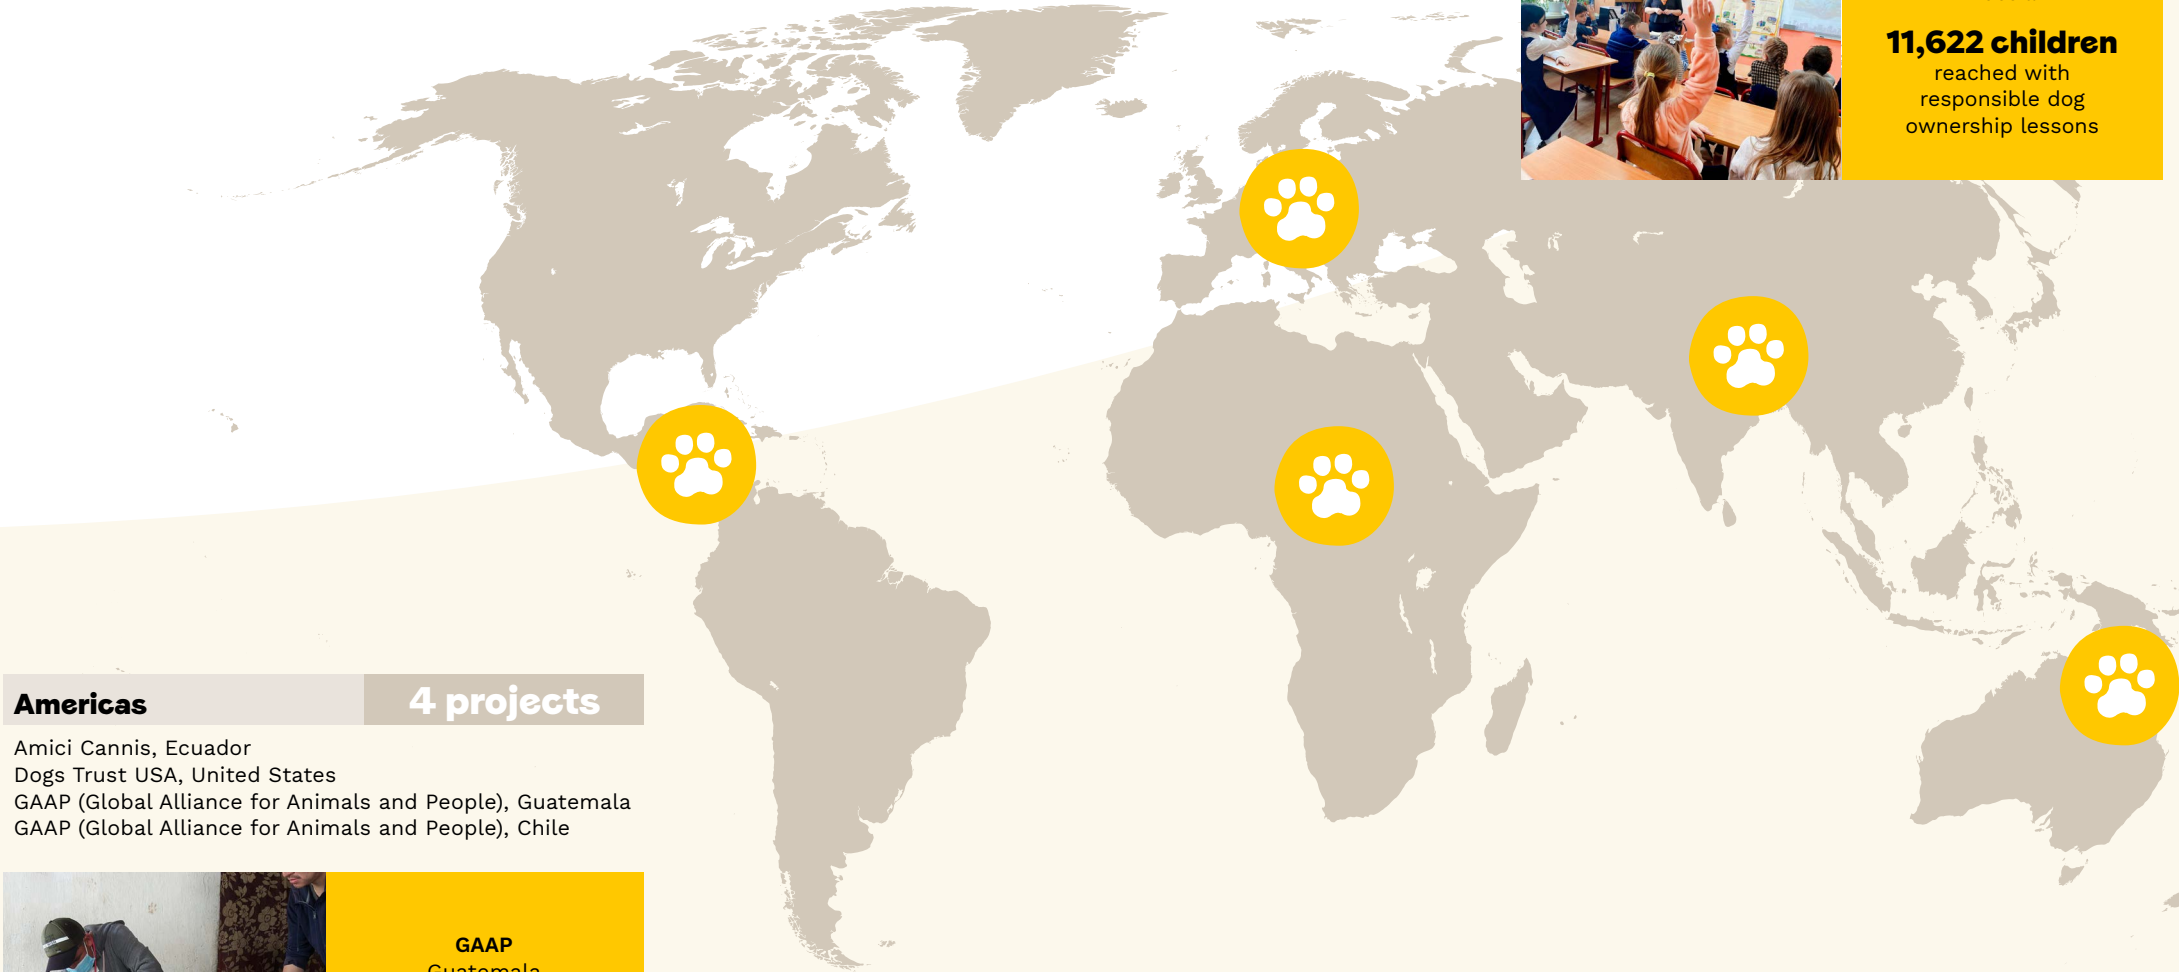 11,622 children
reached with
responsible dog
ownership lessons
Americas
4 projects
Amici Cannis, Ecuador
Dogs Trust USA, United States
GAAP (Global Alliance for Animals and People), Guatemala
GAAP (Global Alliance for Animals and People), Chile
GAAP
Guatemala